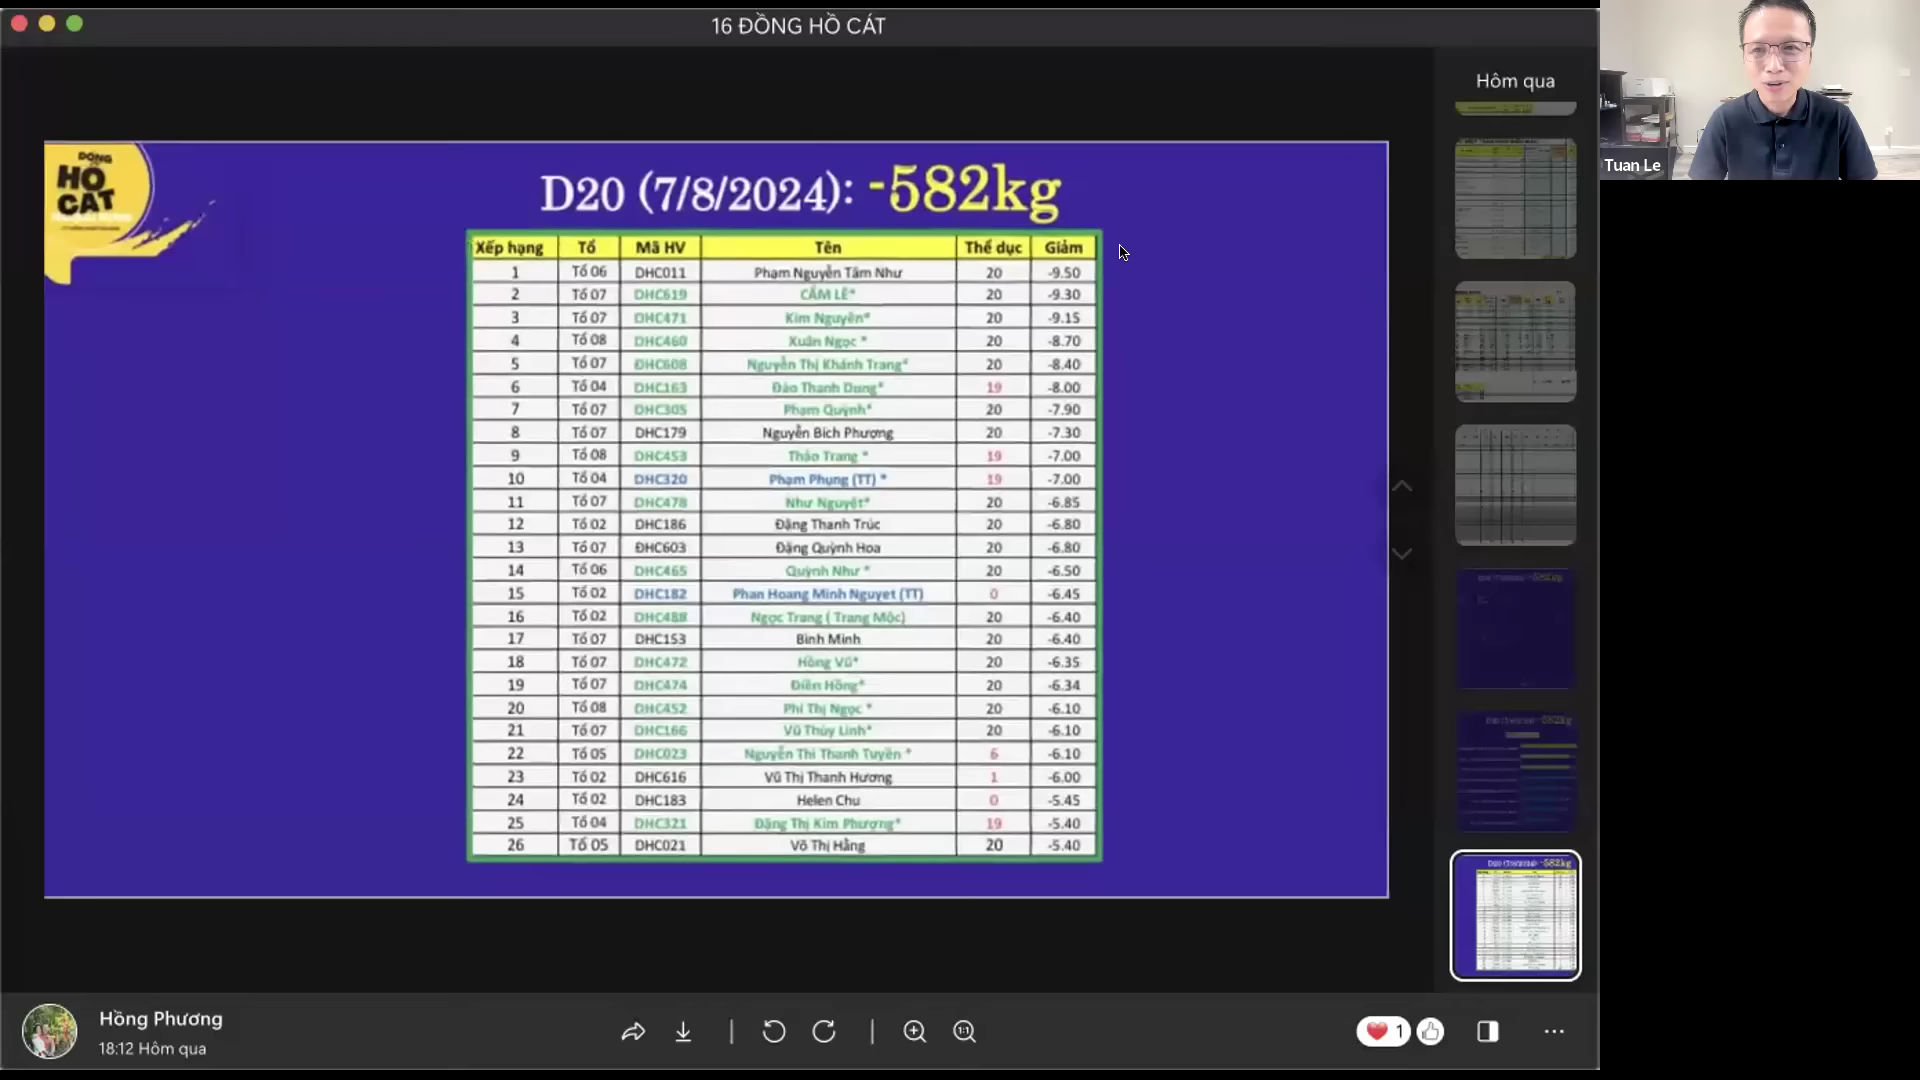 16 ĐỒNG HỒ CÁT
Hôm qua
Tuan Le
ĐỒNG
HỒ
CÁT
D20 (7/8/2024): -582kg
Xếp hạng Tổ Mã HV Tên Thể dục Giảm
1 Tổ 06 DHC011 Phạm Nguyễn Tâm Như 20 -9.50
2 Tổ 07 DHC619 CẨM LÊ* 20 -9.30
3 Tổ 07 DHC471 Kim Nguyên* 20 -9.15
4 Tổ 08 DHC460 Xuân Ngọc * 20 -8.70
5 Tổ 07 ĐHC608 Nguyễn Thị Khánh Trang* 20 -8.40
6 Tổ 04 DHC163 Đào Thanh Dung* 19 -8.00
7 Tổ 07 DHC305 Phạm Quỳnh* 20 -7.90
8 Tổ 07 DHC179 Nguyễn Bích Phượng 20 -7.30
9 Tổ 08 DHC453 Thảo Trang * 19 -7.00
10 Tổ 04 DHC320 Phạm Phụng (TT) * 19 -7.00
11 Tổ 07 DHC478 Như Nguyệt* 20 -6.85
12 Tổ 02 DHC186 Đặng Thanh Trúc 20 -6.80
13 Tổ 07 ĐHC603 Đặng Quỳnh Hoa 20 -6.80
14 Tổ 06 DHC465 Quỳnh Như * 20 -6.50
15 Tổ 02 DHC182 Phan Hoang Minh Nguyet (TT) 0 -6.45
16 Tổ 02 DHC488 Ngọc Trang ( Trang Mộc) 20 -6.40
17 Tổ 07 DHC153 Bình Minh 20 -6.40
18 Tổ 07 DHC472 Hồng Vũ* 20 -6.35
19 Tổ 07 DHC474 Điền Hồng* 20 -6.34
20 Tổ 08 DHC452 Phí Thị Ngọc * 20 -6.10
21 Tổ 07 DHC166 Vũ Thùy Linh* 20 -6.10
22 Tổ 05 DHC023 Nguyễn Thi Thanh Tuyền * 6 -6.10
23 Tổ 02 DHC616 Vũ Thị Thanh Hương 1 -6.00
24 Tổ 02 DHC183 Helen Chu 0 -5.45
25 Tổ 04 DHC321 Đặng Thị Kim Phượng* 19 -5.40
26 Tổ 05 DHC021 Võ Thị Hằng 20 -5.40
Hồng Phương
18:12 Hôm qua
1:1
1